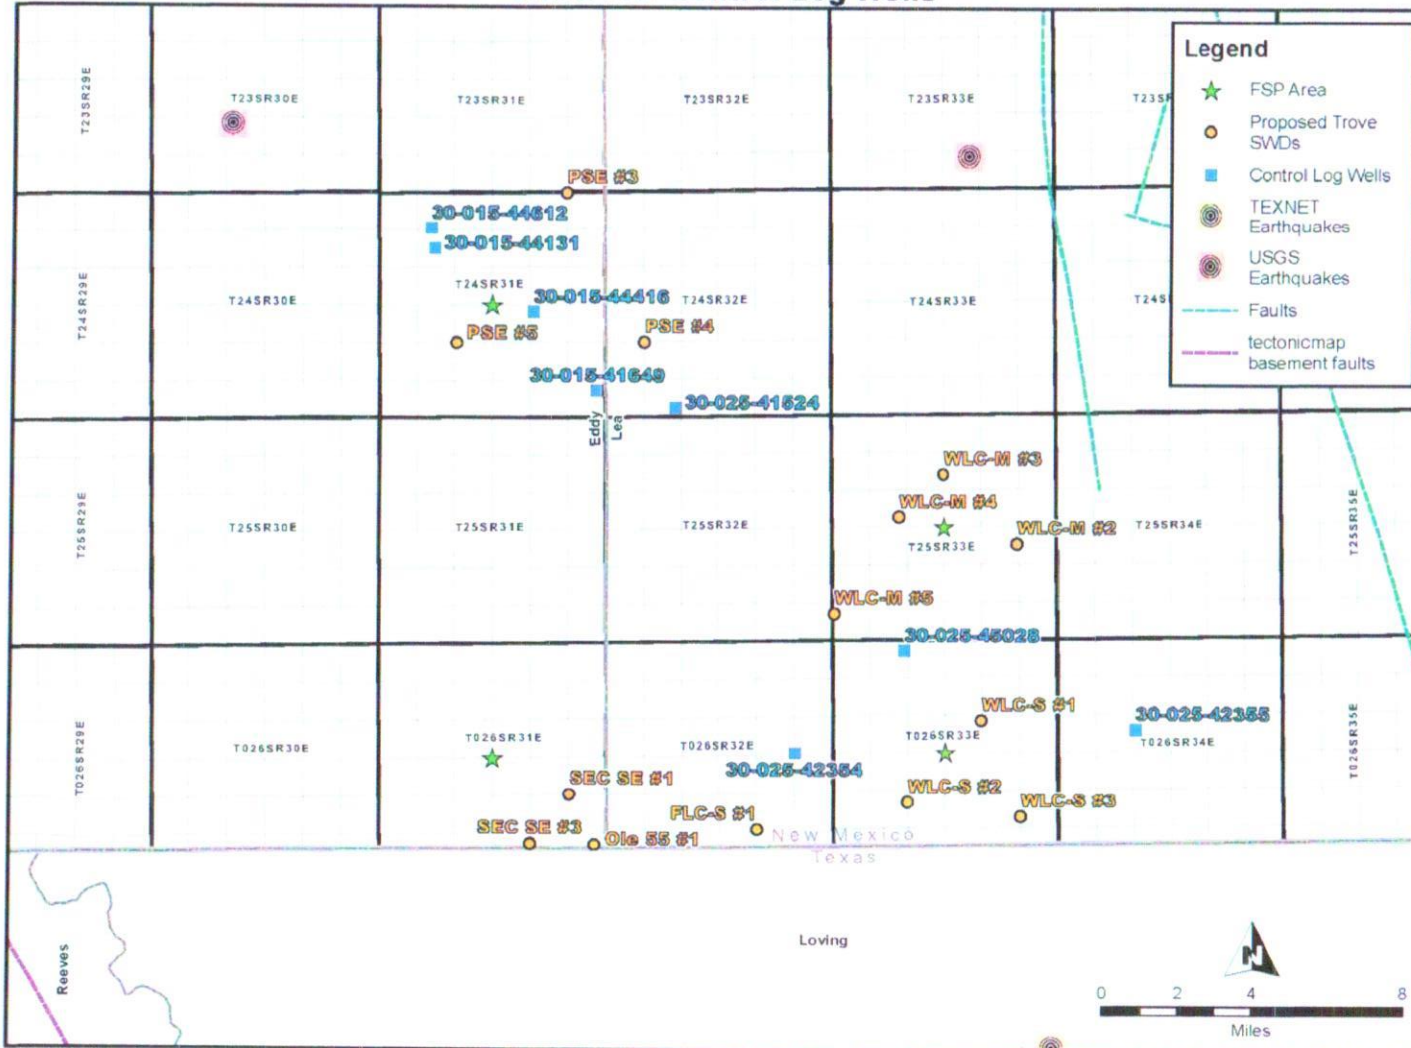 Legend
FSP Area
Proposed Trove
SWDs
Control Log Wells
TEXNET
Earthquakes
USGS
Earthquakes
Faults
tectonicmap
basement faults
T23SR29E
T23SR30E
T23SR31E
T23SR32E
T23SR33E
PSE #3
30-015-44612
30-015-44131
T24SR29E
T24SR30E
T24SR31E
30-015-44416
T24SR32E
T24SR33E
PSE #5
PSE #4
30-015-41649
30-025-41524
Eddy
Lea
WLC-M #3
WLC-M #4
T25SR29E
T25SR30E
T25SR31E
T25SR32E
T25SR33E
WLC-M #2
T25SR34E
T25SR35E
WLC-M #5
30-025-45028
WLC-S #1
30-025-42355
T026SR29E
T026SR30E
T026SR31E
T026SR32E
T026SR33E
T026SR34E
T026SR35E
30-025-42354
SEC SE #1
WLC-S #2
WLC-S #3
FLC-S #1
SEC SE #3
Ole 55 #1
New Mexico
Texas
Loving
Reeves
N
0 2 4 8
Miles